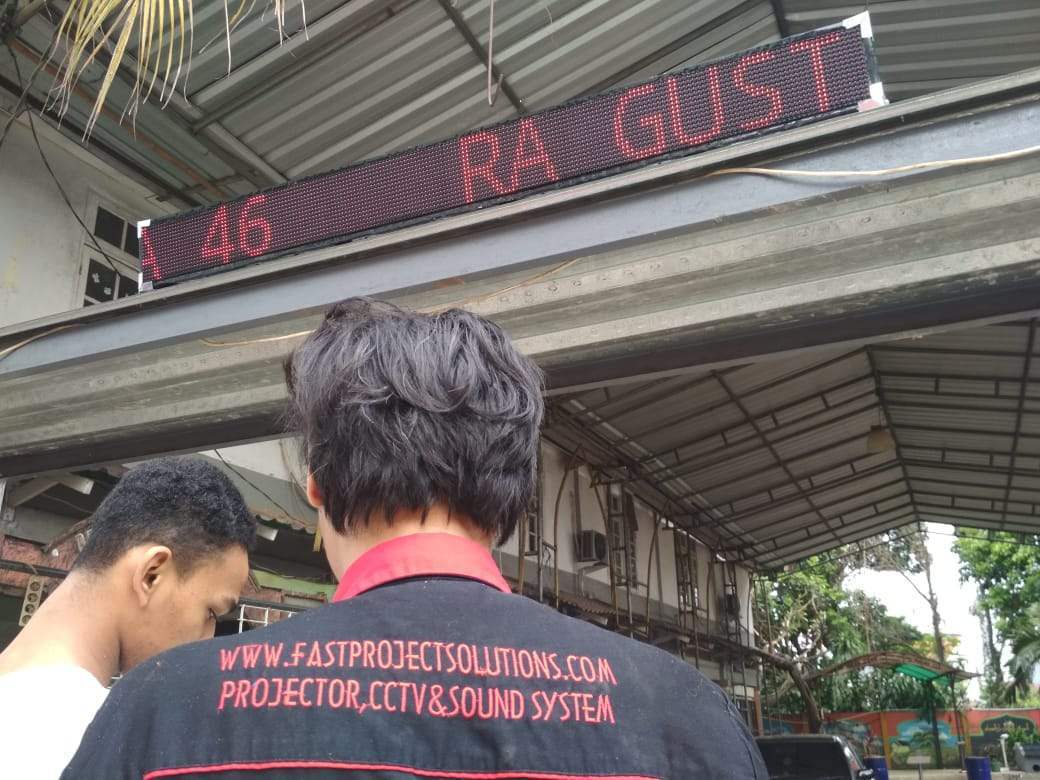 A 46 RA GUST
WWW.FASTPROJECTSOLUTIONS.COM
PROJECTOR,CCTV&SOUND SYSTEM